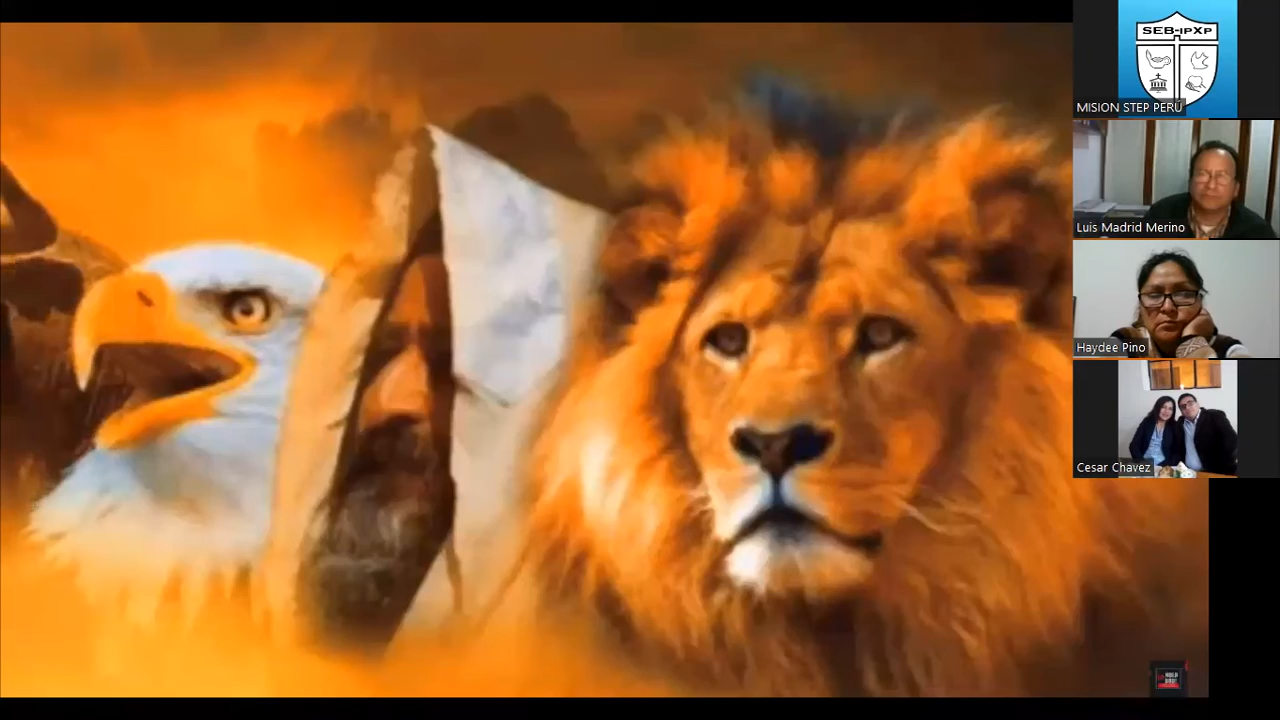 SEB-iPXP
MISION STEP PERÚ
Luis Madrid Merino
Haydee Pino
Cesar Chavez